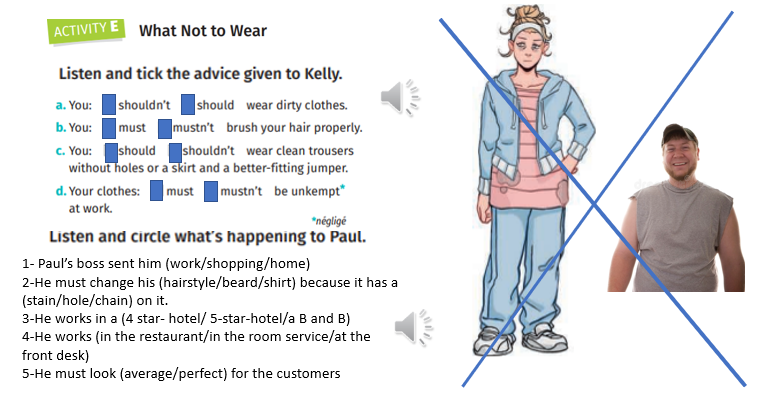 ACTIVITY E What Not to Wear
Listen and tick the advice given to Kelly.
a. You: shouldn't should wear dirty clothes.
b. You: must mustn't brush your hair properly.
c. You: should shouldn't wear clean trousers
without holes or a skirt and a better-fitting jumper.
d. Your clothes: must mustn't be unkempt*
at work.
*négligé
Listen and circle what's happening to Paul.
1- Paul's boss sent him (work/shopping/home)
2-He must change his (hairstyle/beard/shirt) because it has a
(stain/hole/chain) on it.
3-He works in a (4 star- hotel/ 5-star-hotel/a B and B)
4-He works (in the restaurant/in the room service/at the
front desk)
5-He must look (average/perfect) for the customers